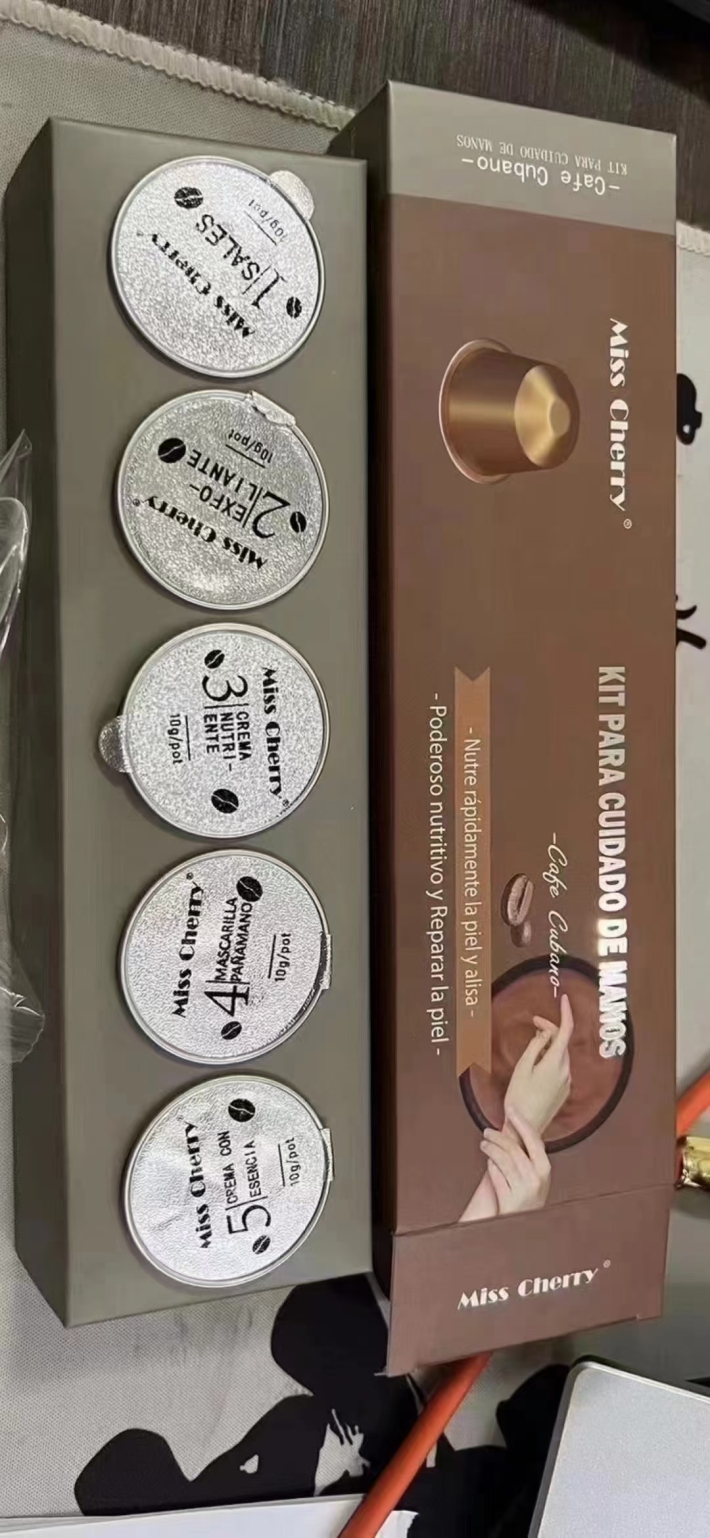 Miss Cherry®
1
SALES
10g/pot
Miss Cherry®
2
EXFO-
LIANTE
10g/pot
Miss Cherry®
3
CREMA
NUTRI-
ENTE
10g/pot
Miss Cherry®
4
MASCARILLA
PAÑAMANO
10g/pot
Miss Cherry®
5
CREMA CON
ESENCIA
10g/pot
-Cafe Cubano-
KIT PARA CUIDADO DE MANOS
Miss Cherry®
KIT PARA CUIDADO DE MANOS
-Cafe Cubano-
- Nutre rápidamente la piel y alisa -
- Poderoso nutritivo y Reparar la piel -
Miss Cherry®